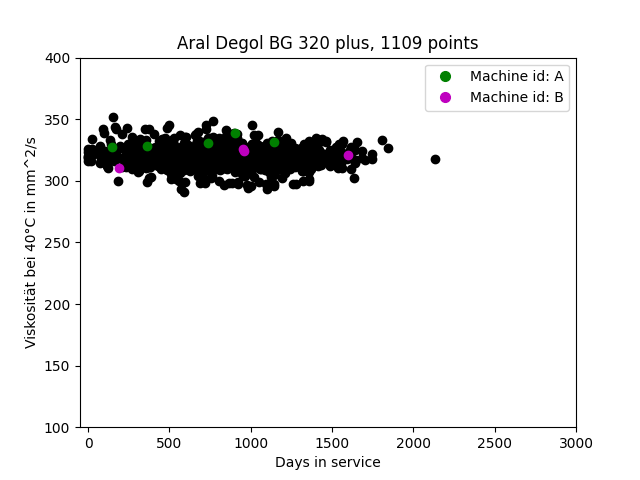 Aral Degol BG 320 plus, 1109 points
Machine id: A
Machine id: B
400
350
300
250
200
150
100
Viskosität bei 40°C in mm^2/s
0
500
1000
1500
2000
2500
3000
Days in service